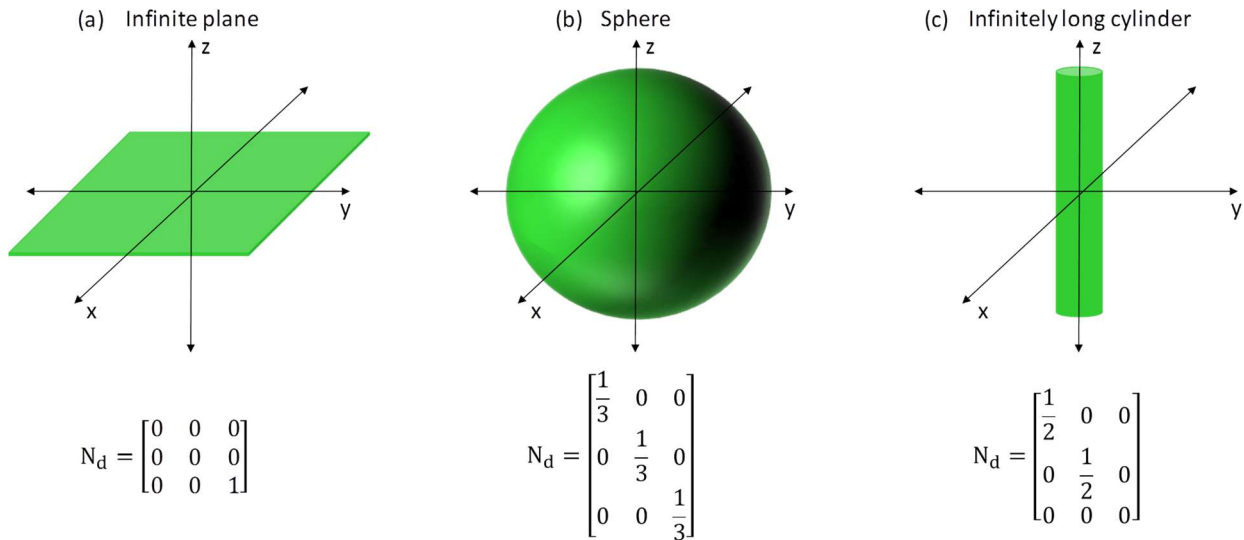 (a) Infinite plane
z
y
x
N_d = [0 0 0
0 0 0
0 0 1]
(b) Sphere
z
y
x
N_d = [1/3 0 0
0 1/3 0
0 0 1/3]
(c) Infinitely long cylinder
z
y
x
N_d = [1/2 0 0
0 1/2 0
0 0 0]